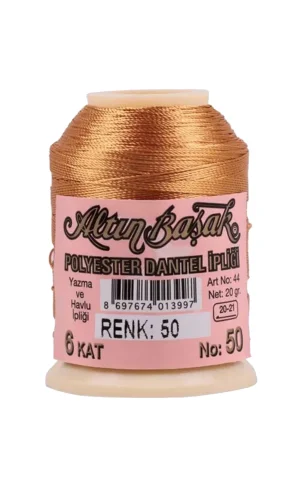 Altun Başak
POLYESTER DANTEL İPLİĞİ
Yazma
ve
Havlu
İpliği
Art No: 44
Net: 20 gr.
20-21
8 697674 013997
RENK: 50
6 KAT
No: 50